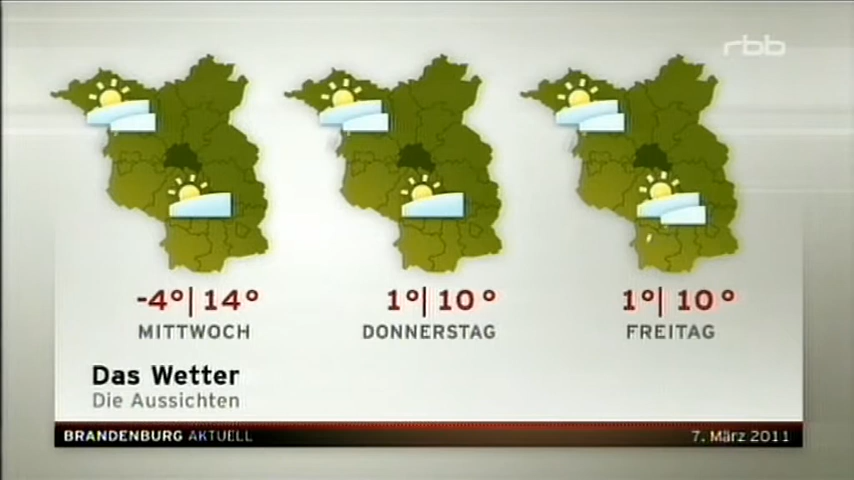 rbb
-4°|14°
1°|10°
1°|10°
MITTWOCH
DONNERSTAG
FREITAG
Das Wetter
Die Aussichten
BRANDENBURG AKTUELL
7. März 2011